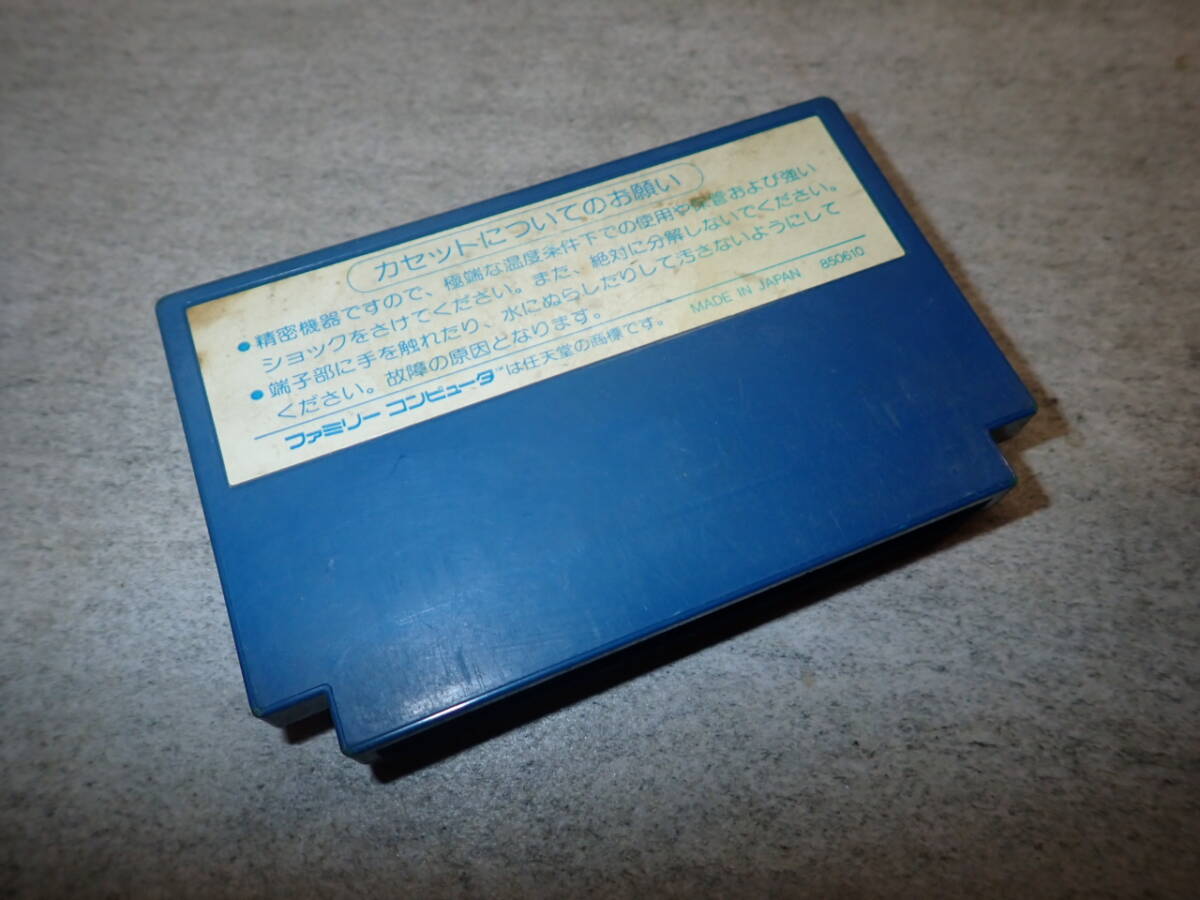 カセットについてのお願い
●精密機器ですので、極端な温度条件下での使用や保管および強い
ショックをさけてください。また、絶対に分解しないでください。
●端子部に手を触れたり、水にぬらしたりして汚さないようにして
ください。故障の原因となります。
ファミリーコンピュータ™は任天堂の商標です。 MADE IN JAPAN 850610